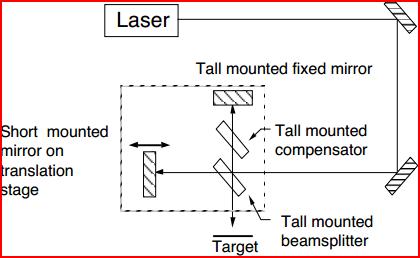 Laser
Tall mounted fixed mirror
Short mounted
mirror on
translation
stage
Tall mounted
compensator
Tall mounted
beamsplitter
Target